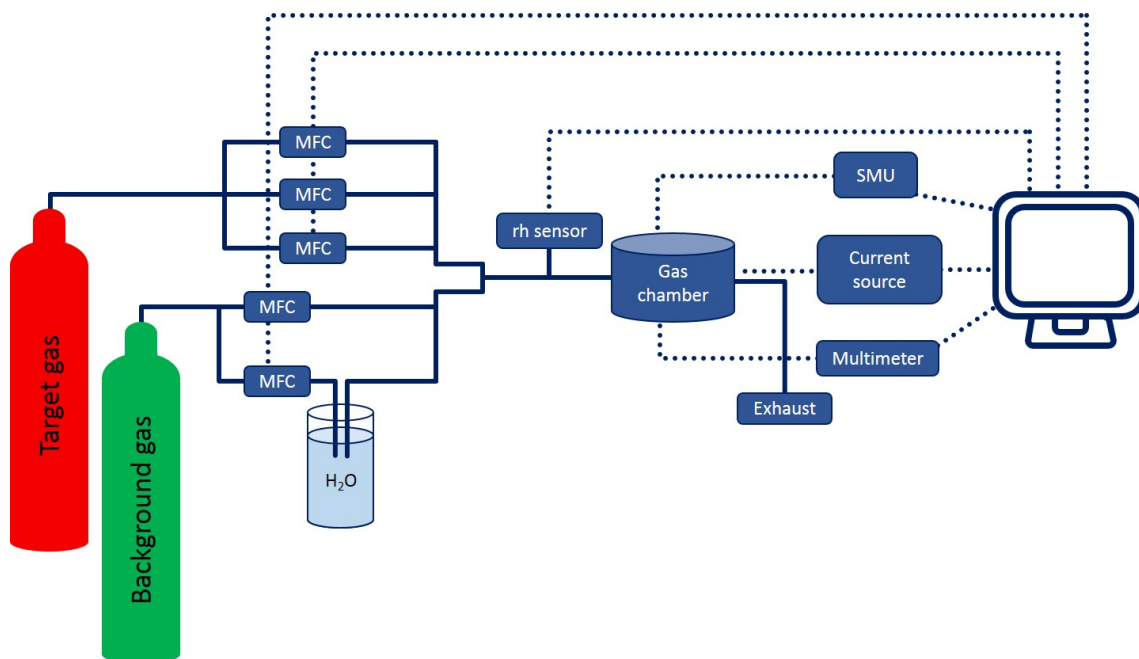 MFC
MFC
MFC
MFC
MFC
Target gas
Background gas
H₂O
rh sensor
Gas
chamber
SMU
Current
source
Multimeter
Exhaust